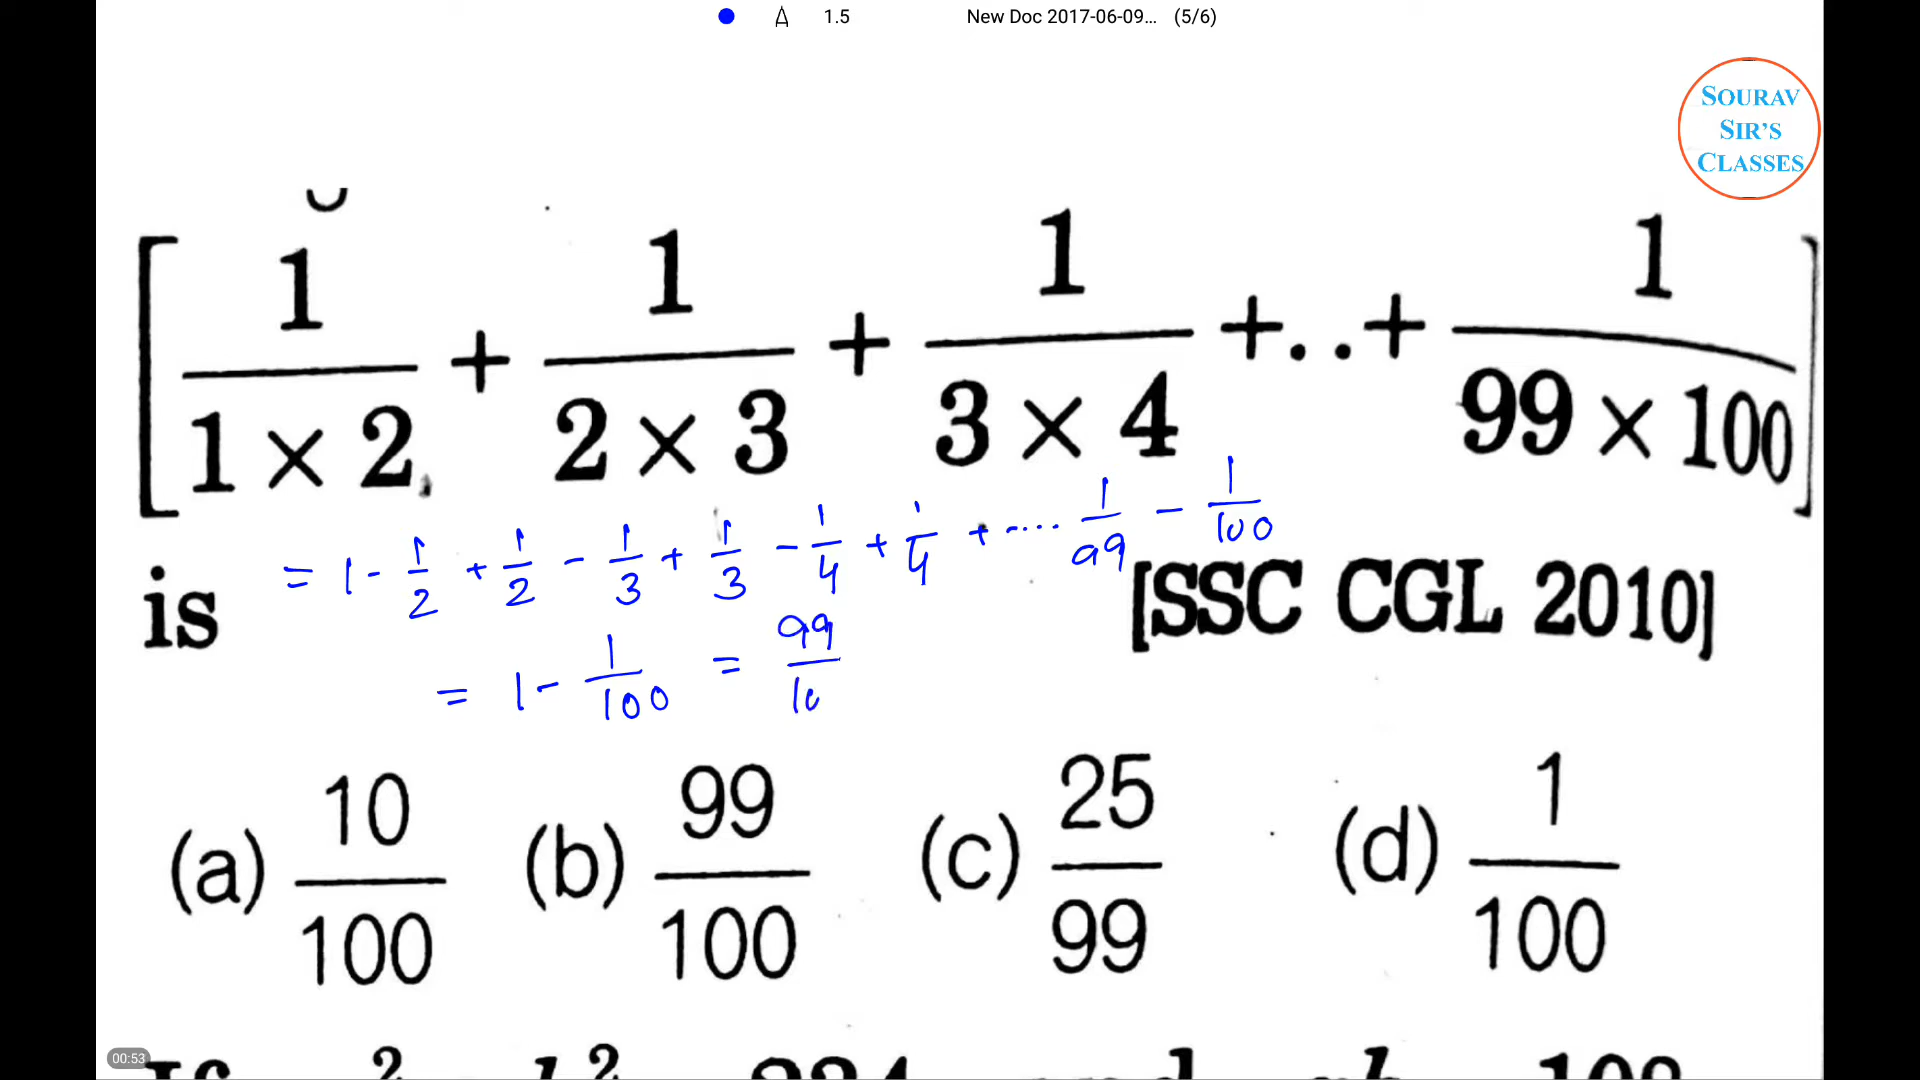 1.5 New Doc 2017-06-09... (5/6)
SOURAV
SIR'S
CLASSES
[1/(1 × 2) + 1/(2 × 3) + 1/(3 × 4) +..+ 1/(99 × 100)]
= 1 - 1/2 + 1/2 - 1/3 + 1/3 - 1/4 + 1/4 + .... 1/99 - 1/100
is [SSC CGL 2010]
= 1 - 1/100 = 99/10
(a) 10/100 (b) 99/100 (c) 25/99 (d) 1/100
00:53